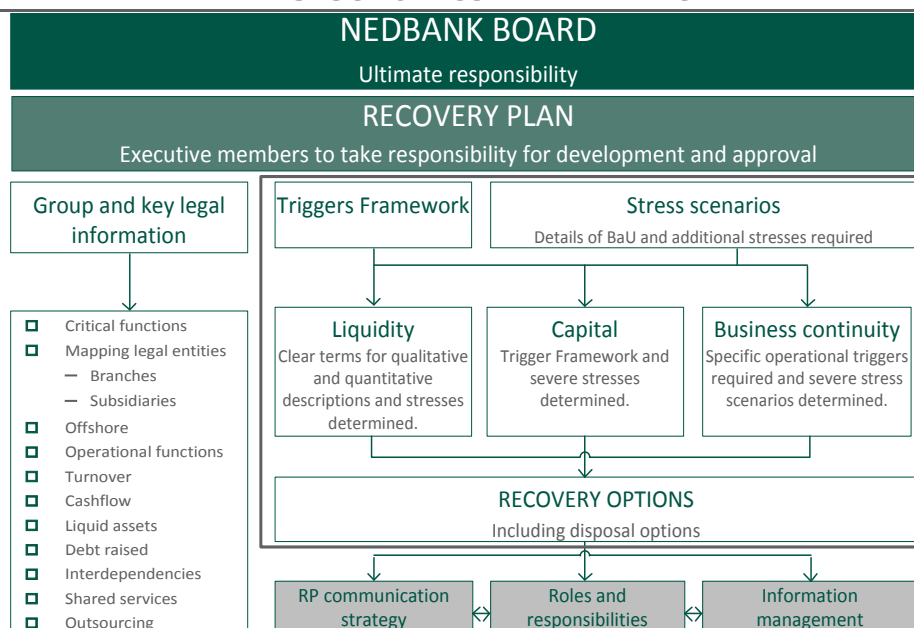 NEDBANK BOARD
Ultimate responsibility
RECOVERY PLAN
Executive members to take responsibility for development and approval
Group and key legal
information
Critical functions
Mapping legal entities
– Branches
– Subsidiaries
Offshore
Operational functions
Turnover
Cashflow
Liquid assets
Debt raised
Interdependencies
Shared services
Outsourcing
Triggers Framework
Stress scenarios
Details of BaU and additional stresses required
Liquidity
Clear terms for qualitative
and quantitative
descriptions and stresses
determined.
Capital
Trigger Framework and
severe stresses
determined.
Business continuity
Specific operational triggers
required and severe stress
scenarios determined.
RECOVERY OPTIONS
Including disposal options
RP communication
strategy
Roles and
responsibilities
Information
management